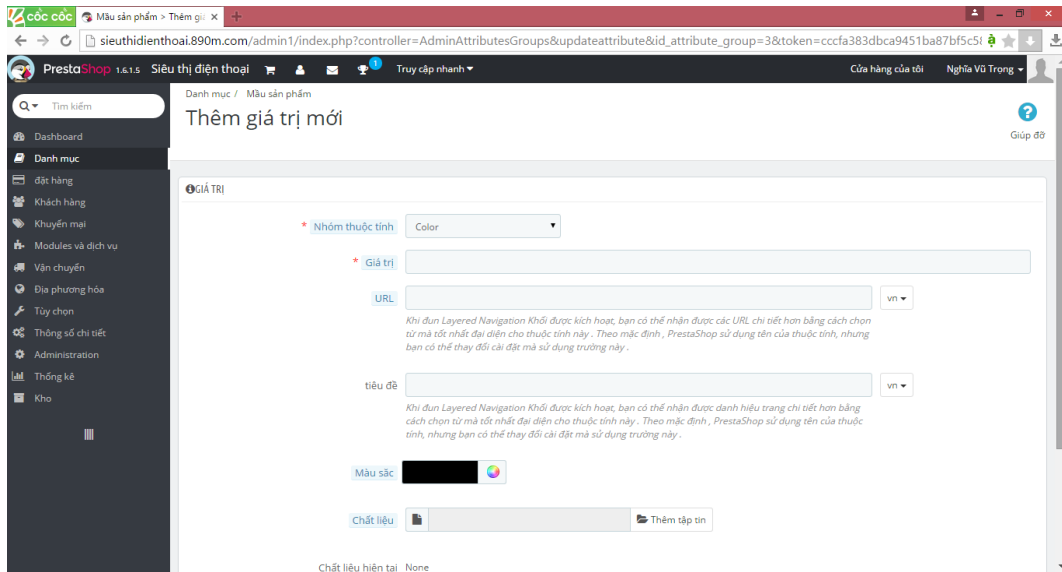 cốc cốc Mẫu sản phẩm > Thêm giá
sieuthidienthoai.890m.com/admin1/index.php?controller=AdminAttributesGroups&updateattribute&id_attribute_group=3&token=cccfa383dbca9451ba87bf5c5
PrestaShop 1.6.1.5 Siêu thị điện thoại 1 Truy cập nhanh Cửa hàng của tôi Nghĩa Vũ Trọng
Danh mục / Mẫu sản phẩm
Tìm kiếm
Thêm giá trị mới
Giúp đỡ
Dashboard
Danh mục
đặt hàng
Khách hàng
Khuyến mại
Modules và dịch vụ
Vận chuyển
Địa phương hóa
Tùy chọn
Thông số chi tiết
Administration
Thống kê
Kho
GIÁ TRỊ
* Nhóm thuộc tính Color
* Giá trị
URL vn
Khi đun Layered Navigation Khối được kích hoạt, bạn có thể nhận được các URL chi tiết hơn bằng cách chọn
từ mà tốt nhất đại diện cho thuộc tính này . Theo mặc định , PrestaShop sử dụng tên của thuộc tính, nhưng
bạn có thể thay đổi cài đặt mà sử dụng trường này .
tiêu đề vn
Khi đun Layered Navigation Khối được kích hoạt, bạn có thể nhận được danh hiệu trang chi tiết hơn bằng
cách chọn từ mà tốt nhất đại diện cho thuộc tính này . Theo mặc định , PrestaShop sử dụng tên của thuộc
tính, nhưng bạn có thể thay đổi cài đặt mà sử dụng trường này .
Màu sắc
Chất liệu Thêm tập tin
Chất liệu hiện tại None